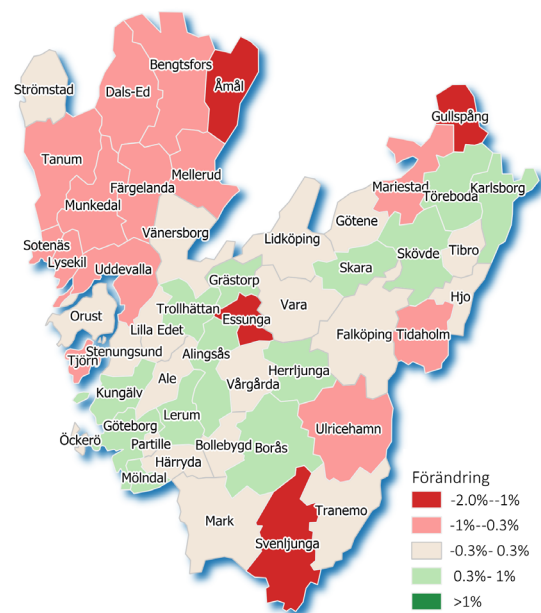 Bengtsfors
Strömstad
Dals-Ed
Åmål
Gullspång
Tanum
Mellerud
Färgelanda
Mariestad
Karlsborg
Töreboda
Munkedal
Götene
Vänersborg
Lidköping
Sotenäs
Tibro
Lysekil
Skövde
Skara
Uddevalla
Grästorp
Hjo
Trollhättan
Vara
Orust
Essunga
Lilla Edet
Falköping
Tidaholm
Stenungsund
Alingsås
Tjörn
Herrljunga
Ale
Vårgårda
Kungälv
Lerum
Göteborg
Ulricehamn
Öckerö
Partille
Bollebygd
Borås
Härryda
Mölndal
Tranemo
Mark
Svenljunga
Förändring
-2.0%--1%
-1%--0.3%
-0.3%- 0.3%
0.3%- 1%
>1%